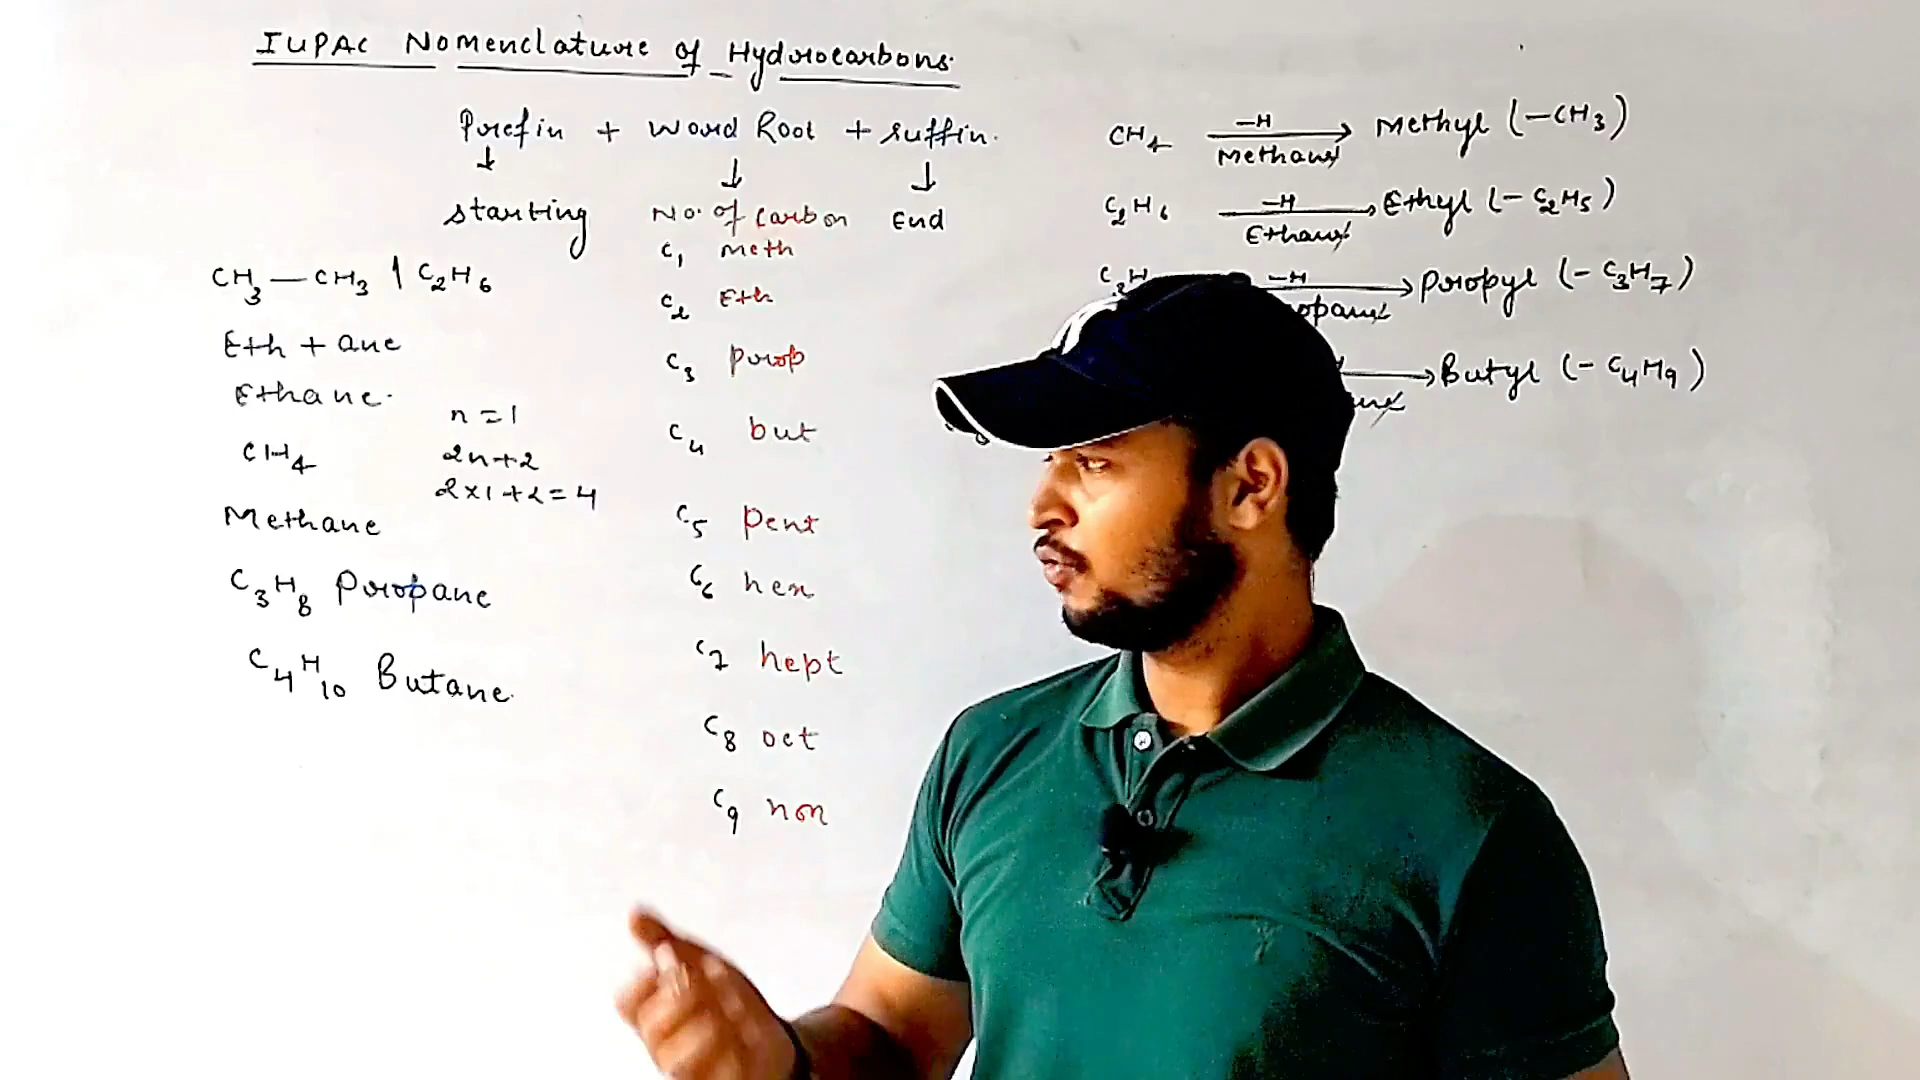 IUPAC Nomenclature of Hydrocarbons.
Prefix + Word Root + suffix.
↓ ↓ ↓
starting No. of carbon End
C1 meth
C2 Eth
C3 prop
C4 but
C5 pent
C6 hex
C7 hept
C8 oct
C9 non
CH3—CH3 | C2H6
Eth + ane
Ethane.
CH4
n = 1
2n+2
2×1+2=4
Methane
C3H8 Propane
C4H10 Butane.
CH4 —H→ Methyl (—CH3)
Methane
C2H6 —H→ Ethyl (—C2H5)
Ethane
C3H —H→ propyl (—C3H7)
opane
→ Butyl (—C4H9)
ane